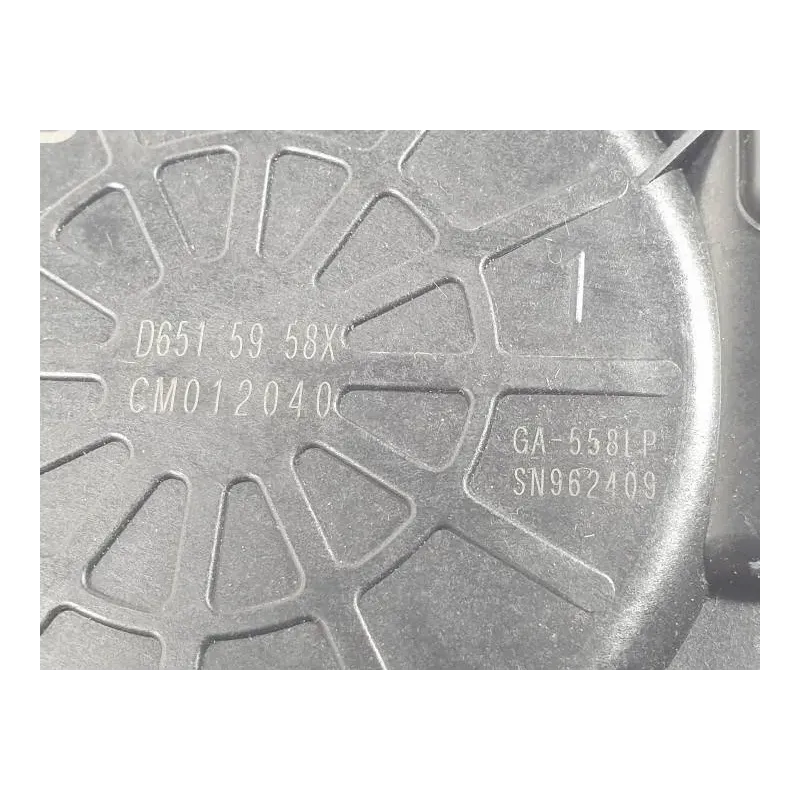 1
D651 59 58X
CM012040
GA-558LP
SN962409